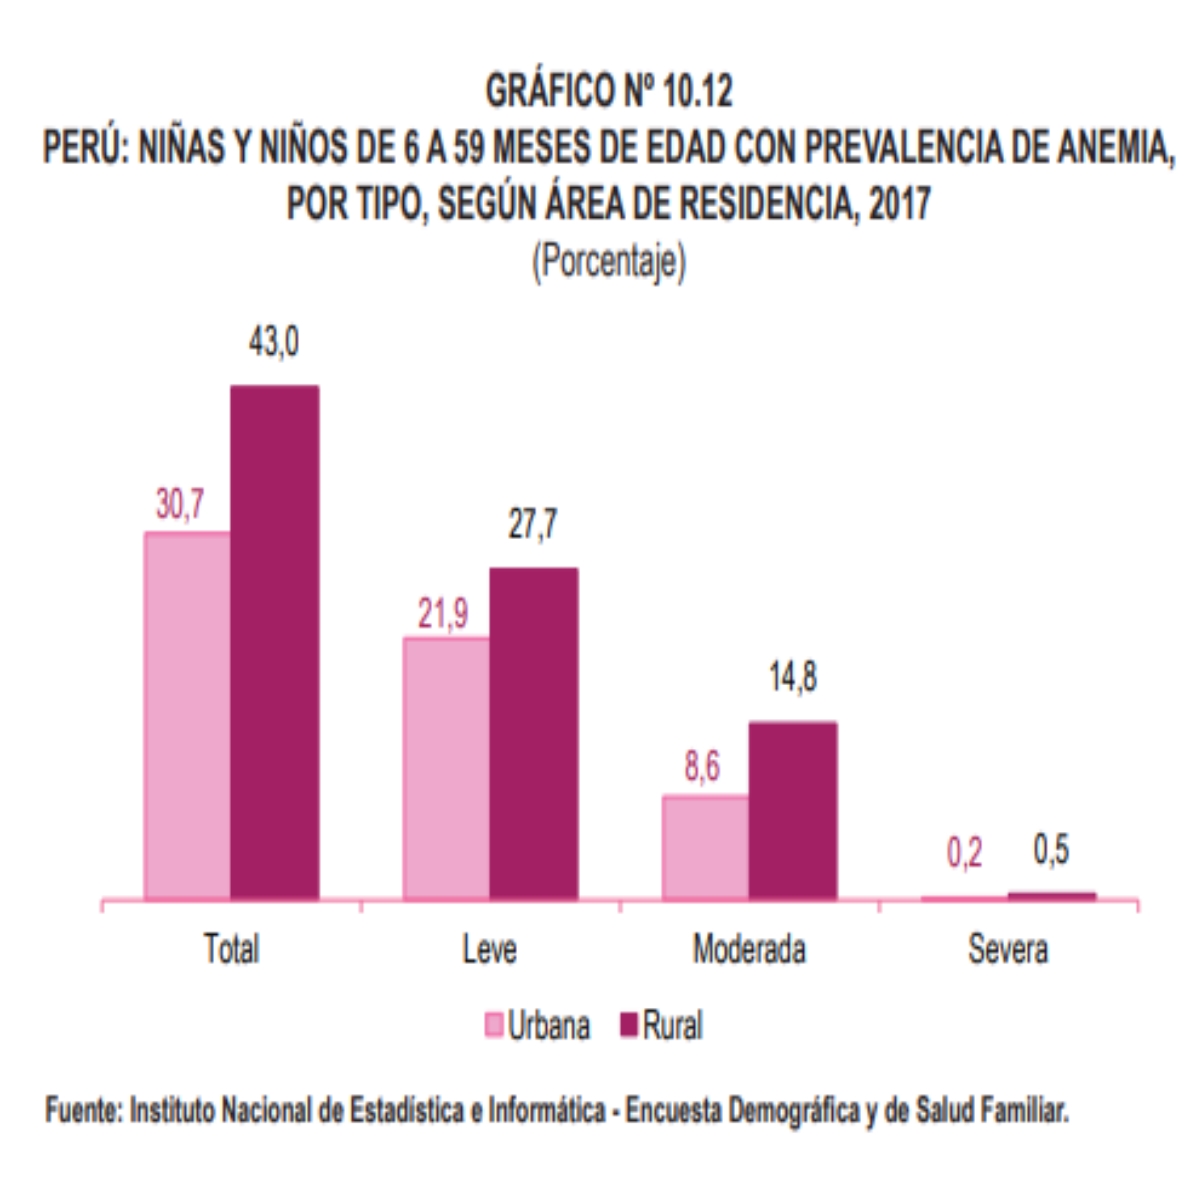 GRÁFICO Nº 10.12
PERÚ: NIÑAS Y NIÑOS DE 6 A 59 MESES DE EDAD CON PREVALENCIA DE ANEMIA,
POR TIPO, SEGÚN ÁREA DE RESIDENCIA, 2017
(Porcentaje)
43,0
30,7
27,7
21,9
14,8
8,6
0,2 0,5
Total Leve Moderada Severa
Urbana Rural
Fuente: Instituto Nacional de Estadística e Informática - Encuesta Demográfica y de Salud Familiar.